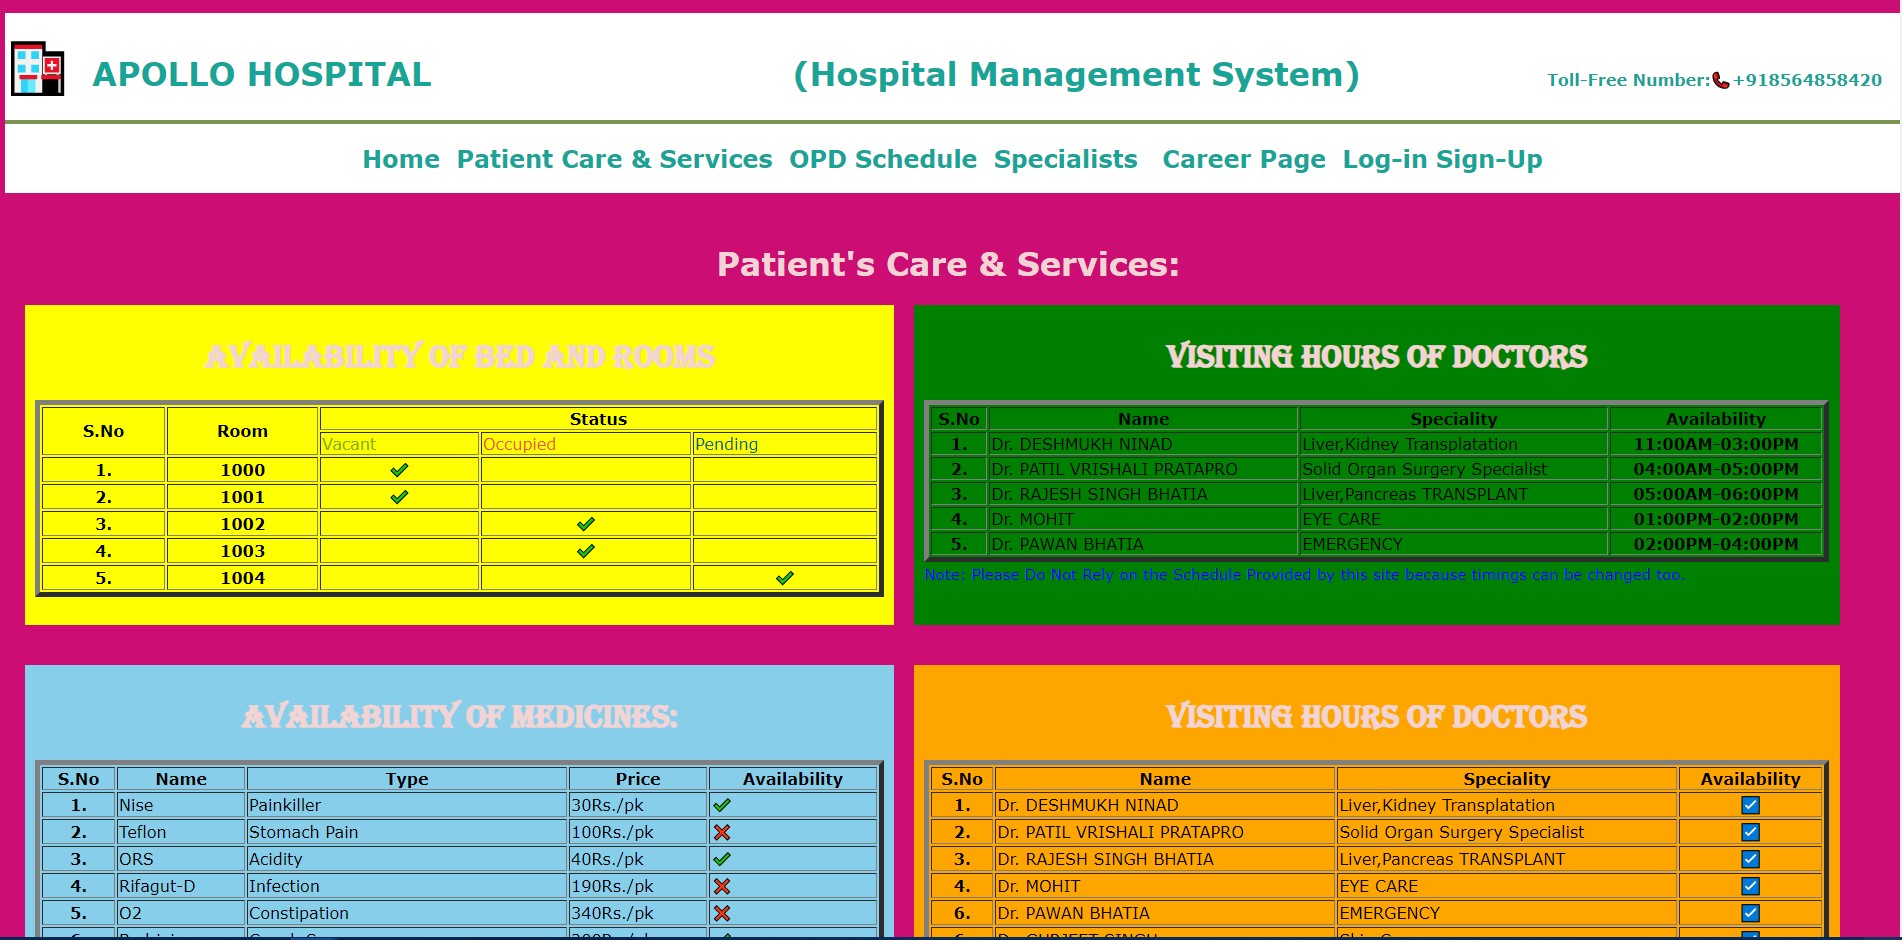 APOLLO HOSPITAL (Hospital Management System) Toll-Free Number: +918564858420
Home Patient Care & Services OPD Schedule Specialists Career Page Log-in Sign-Up
Patient's Care & Services:
AVAILABILITY OF BED AND ROOMS
S.No Room Status
Vacant Occupied Pending
1. 1000
2. 1001
3. 1002
4. 1003
5. 1004
VISITING HOURS OF DOCTORS
S.No Name Speciality Availability
1. Dr. DESHMUKH NINAD Liver,Kidney Transplatation 11:00AM-03:00PM
2. Dr. PATIL VRISHALI PRATAPRO Solid Organ Surgery Specialist 04:00AM-05:00PM
3. Dr. RAJESH SINGH BHATIA Liver,Pancreas TRANSPLANT 05:00AM-06:00PM
4. Dr. MOHIT EYE CARE 01:00PM-02:00PM
5. Dr. PAWAN BHATIA EMERGENCY 02:00PM-04:00PM
Note: Please Do Not Rely on the Schedule Provided by this site because timings can be changed too.
AVAILABILITY OF MEDICINES:
S.No Name Type Price Availability
1. Nise Painkiller 30Rs./pk
2. Teflon Stomach Pain 100Rs./pk
3. ORS Acidity 40Rs./pk
4. Rifagut-D Infection 190Rs./pk
5. O2 Constipation 340Rs./pk
VISITING HOURS OF DOCTORS
S.No Name Speciality Availability
1. Dr. DESHMUKH NINAD Liver,Kidney Transplatation
2. Dr. PATIL VRISHALI PRATAPRO Solid Organ Surgery Specialist
3. Dr. RAJESH SINGH BHATIA Liver,Pancreas TRANSPLANT
4. Dr. MOHIT EYE CARE
6. Dr. PAWAN BHATIA EMERGENCY